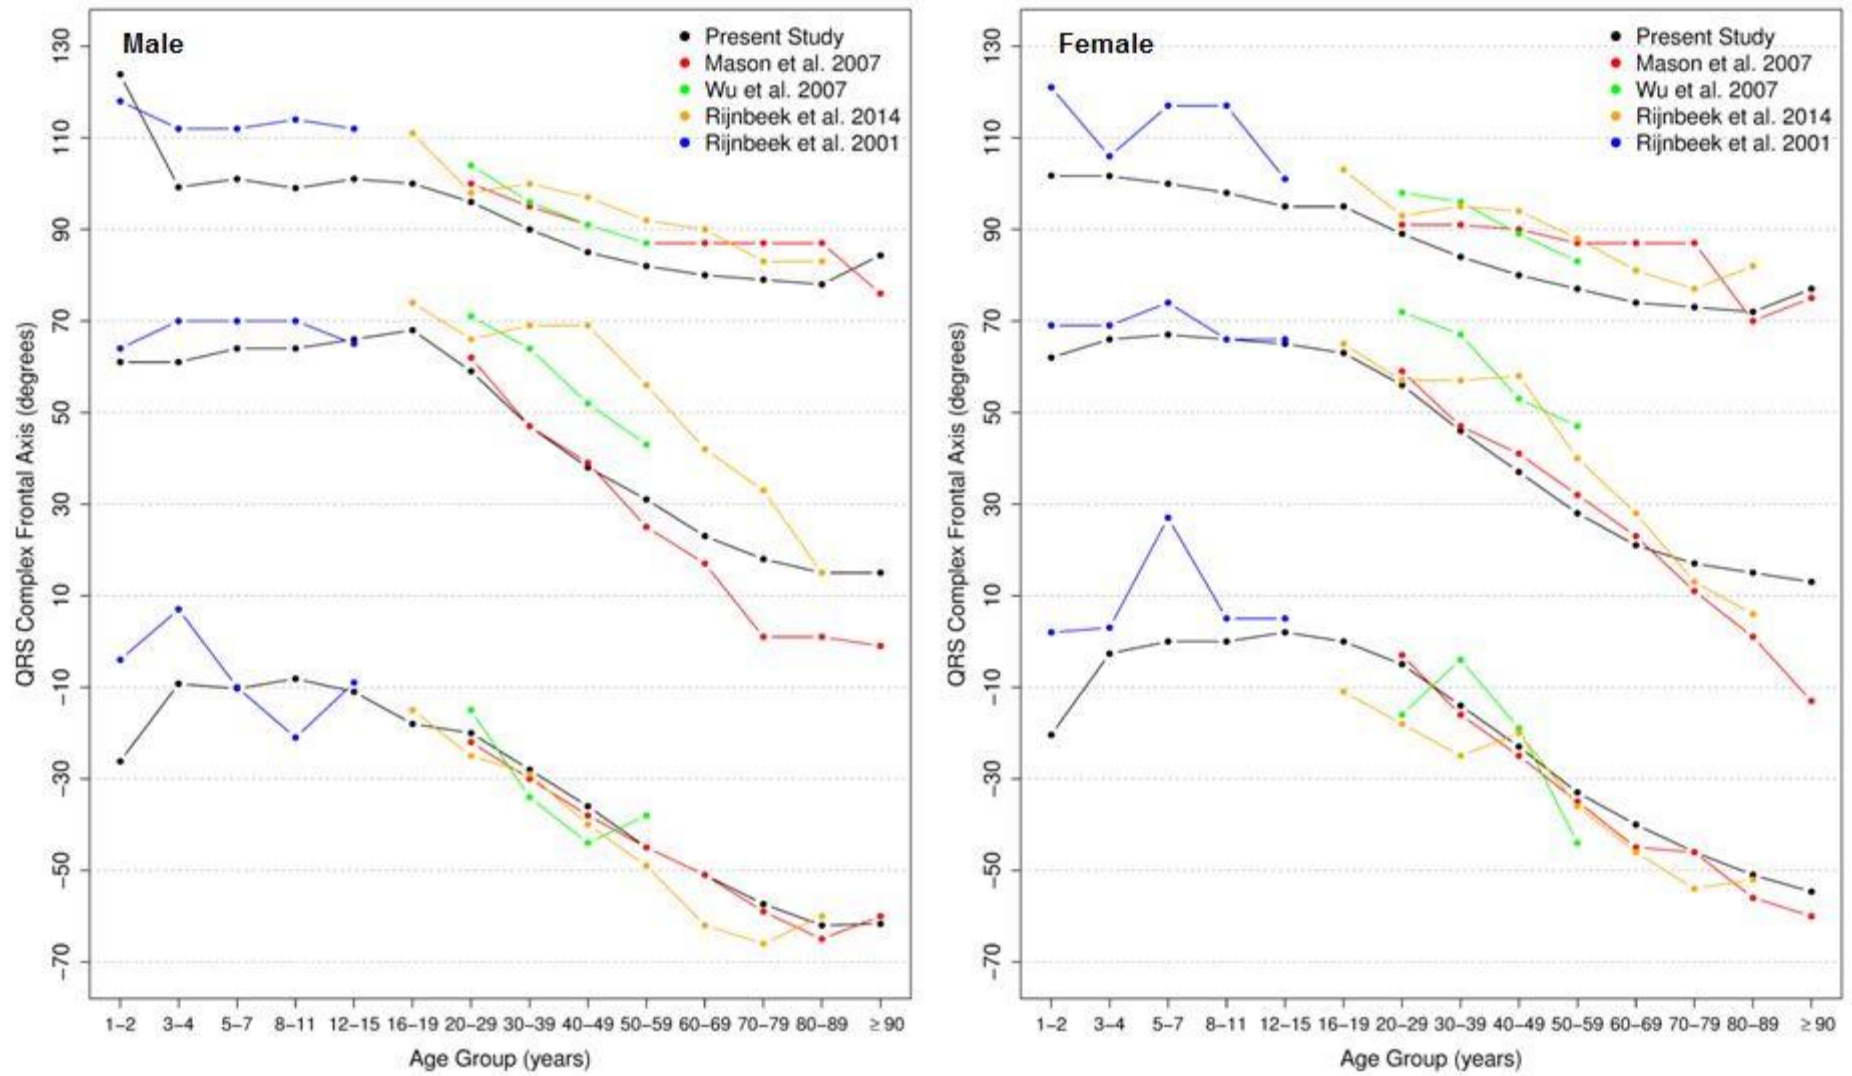 Male
Present Study
Mason et al. 2007
Wu et al. 2007
Rijnbeek et al. 2014
Rijnbeek et al. 2001
QRS Complex Frontal Axis (degrees)
130
110
90
70
50
30
10
−10
−30
−50
−70
1−2 3−4 5−7 8−11 12−15 16−19 20−29 30−39 40−49 50−59 60−69 70−79 80−89 ≥ 90
Age Group (years)
Female
Present Study
Mason et al. 2007
Wu et al. 2007
Rijnbeek et al. 2014
Rijnbeek et al. 2001
QRS Complex Frontal Axis (degrees)
130
110
90
70
50
30
10
−10
−30
−50
−70
1−2 3−4 5−7 8−11 12−15 16−19 20−29 30−39 40−49 50−59 60−69 70−79 80−89 ≥ 90
Age Group (years)